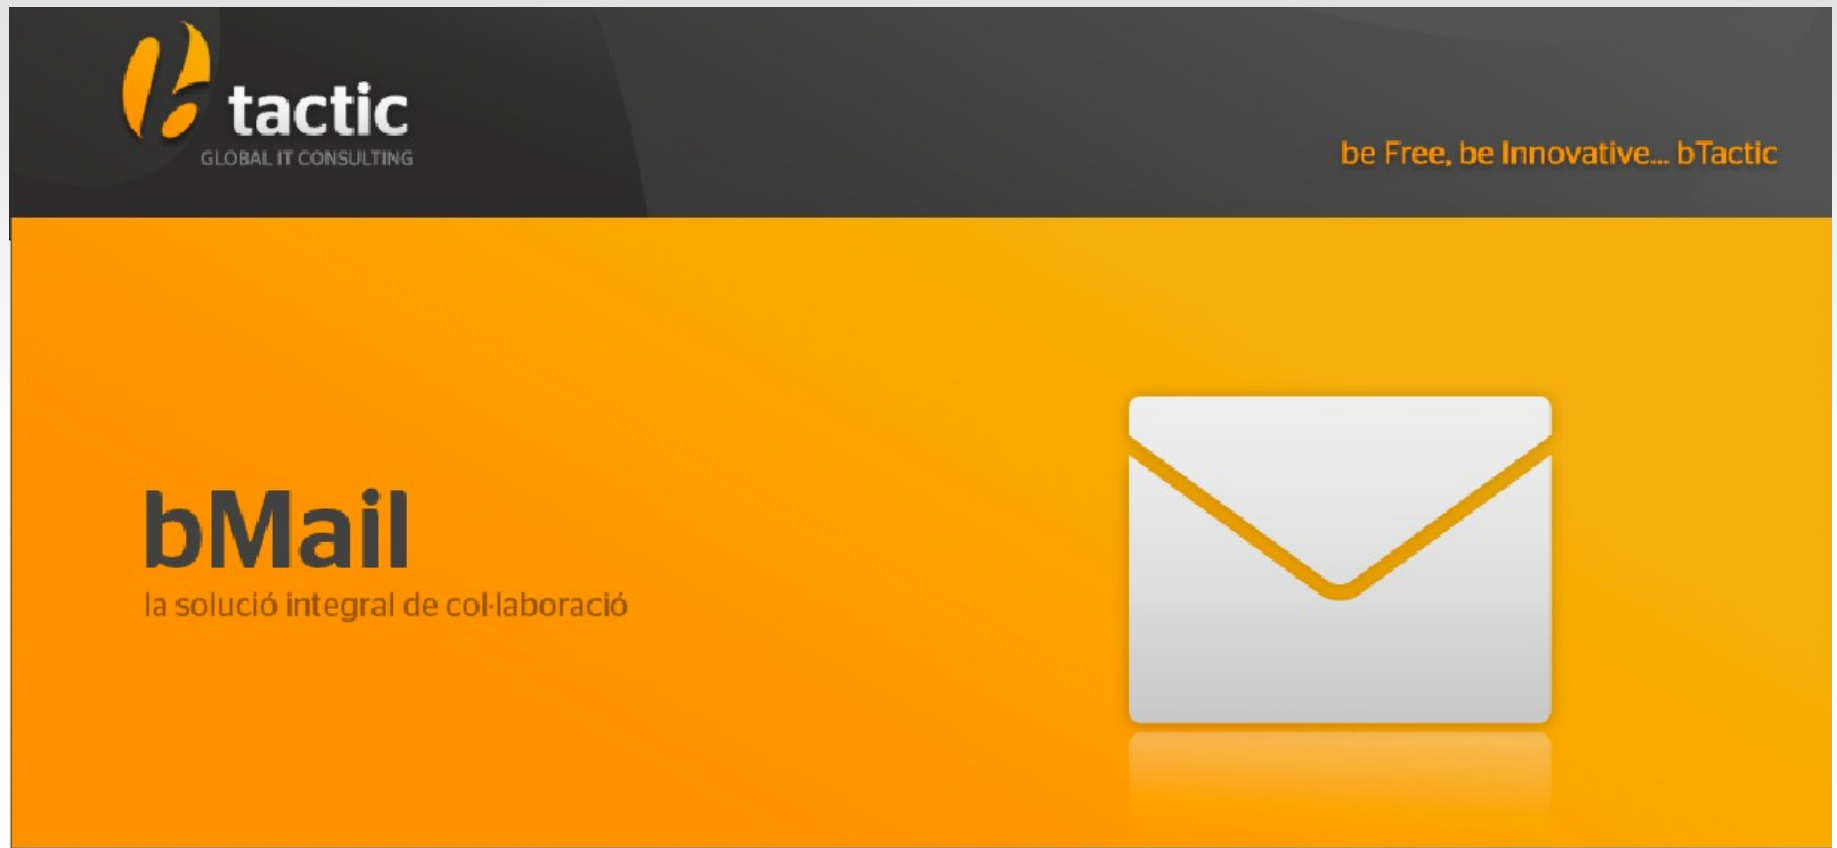 b tactic
GLOBAL IT CONSULTING
be Free, be Innovative... bTactic
bMail
la solució integral de col·laboració